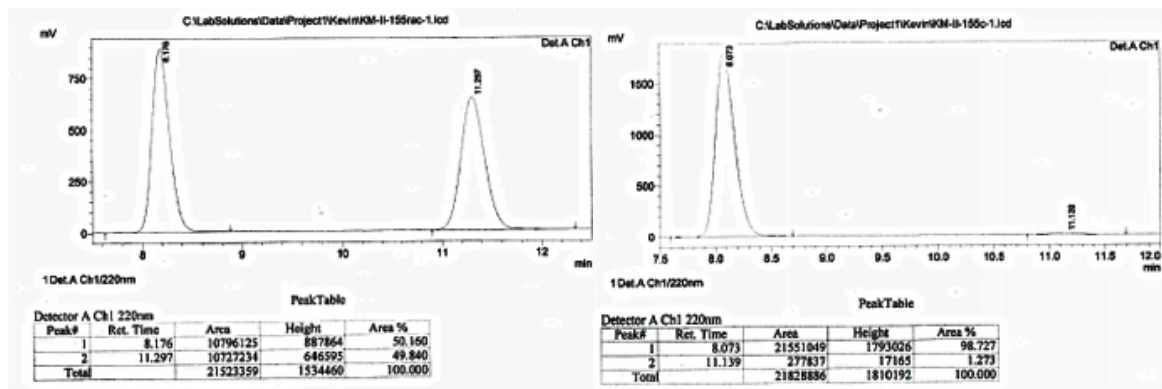 C:\LabSolutions\Data\Project1\Kevin\KM-II-155rac-1.lcd
mV
Det.A Ch1
8.176
11.297
750
500
250
0
8 9 10 11 12
min
1 Det.A Ch1/220nm
PeakTable
Detector A Ch1 220nm
Peak# Ret. Time Area Height Area %
1 8.176 10796125 887864 50.160
2 11.297 10727234 646595 49.840
Total 21523359 1534460 100.000
C:\LabSolutions\Data\Project1\Kevin\KM-II-155c-1.lcd
mV
Det.A Ch1
8.073
11.139
1500
1000
500
0
7.5 8.0 8.5 9.0 9.5 10.0 10.5 11.0 11.5 12.0
min
1 Det.A Ch1/220nm
PeakTable
Detector A Ch1 220nm
Peak# Ret. Time Area Height Area %
1 8.073 21551049 1793026 98.727
2 11.139 277837 17165 1.273
Total 21828886 1810192 100.000